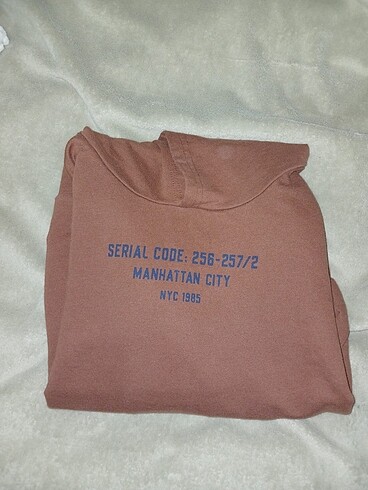 SERIAL CODE: 256-257/2
MANHATTAN CITY
NYC 1985